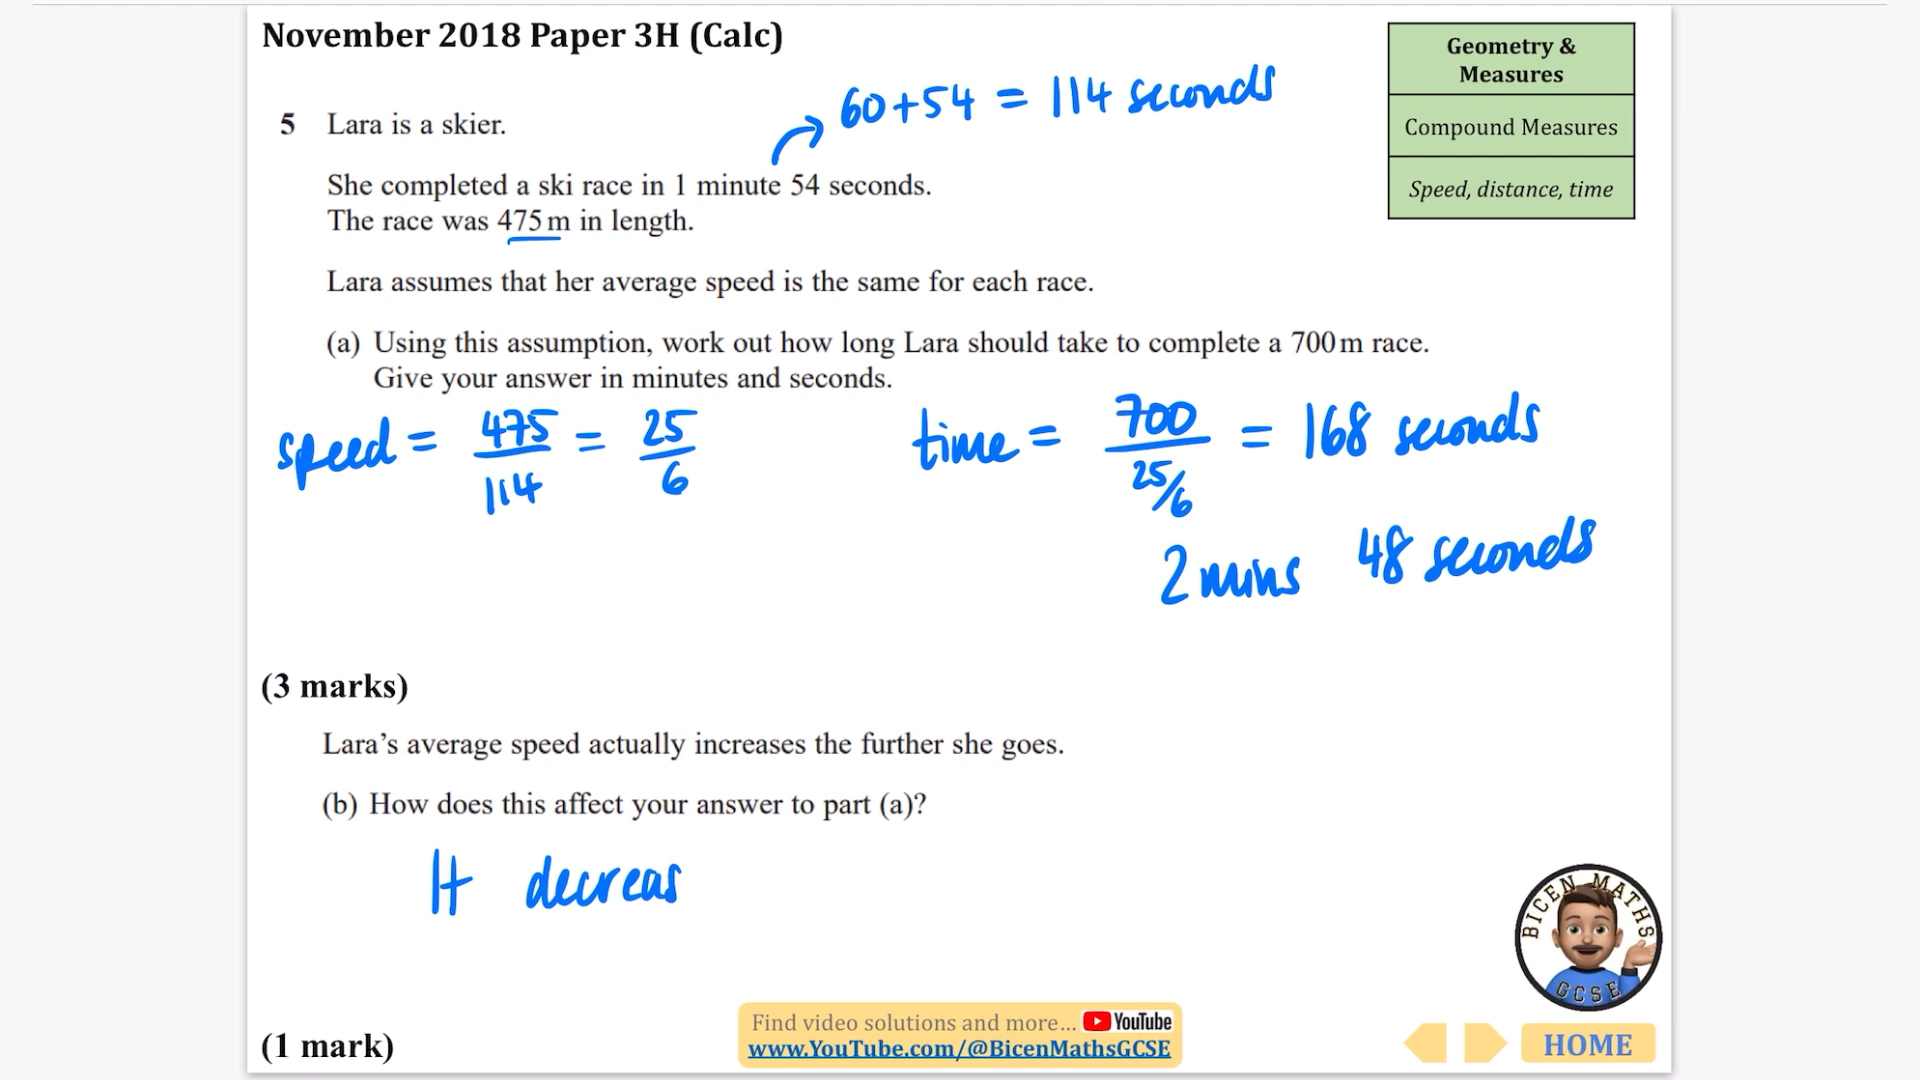 November 2018 Paper 3H (Calc)
Geometry &
Measures
Compound Measures
Speed, distance, time
60+54 = 114 seconds
5 Lara is a skier.
She completed a ski race in 1 minute 54 seconds.
The race was 475 m in length.
Lara assumes that her average speed is the same for each race.
(a) Using this assumption, work out how long Lara should take to complete a 700 m race.
Give your answer in minutes and seconds.
speed = 475/114 = 25/6
time = 700/(25/6) = 168 seconds
2 mins 48 seconds
(3 marks)
Lara's average speed actually increases the further she goes.
(b) How does this affect your answer to part (a)?
It decreas
BICEN MATHS
GCSE
(1 mark)
Find video solutions and more... YouTube
www.YouTube.com/@BicenMathsGCSE
HOME